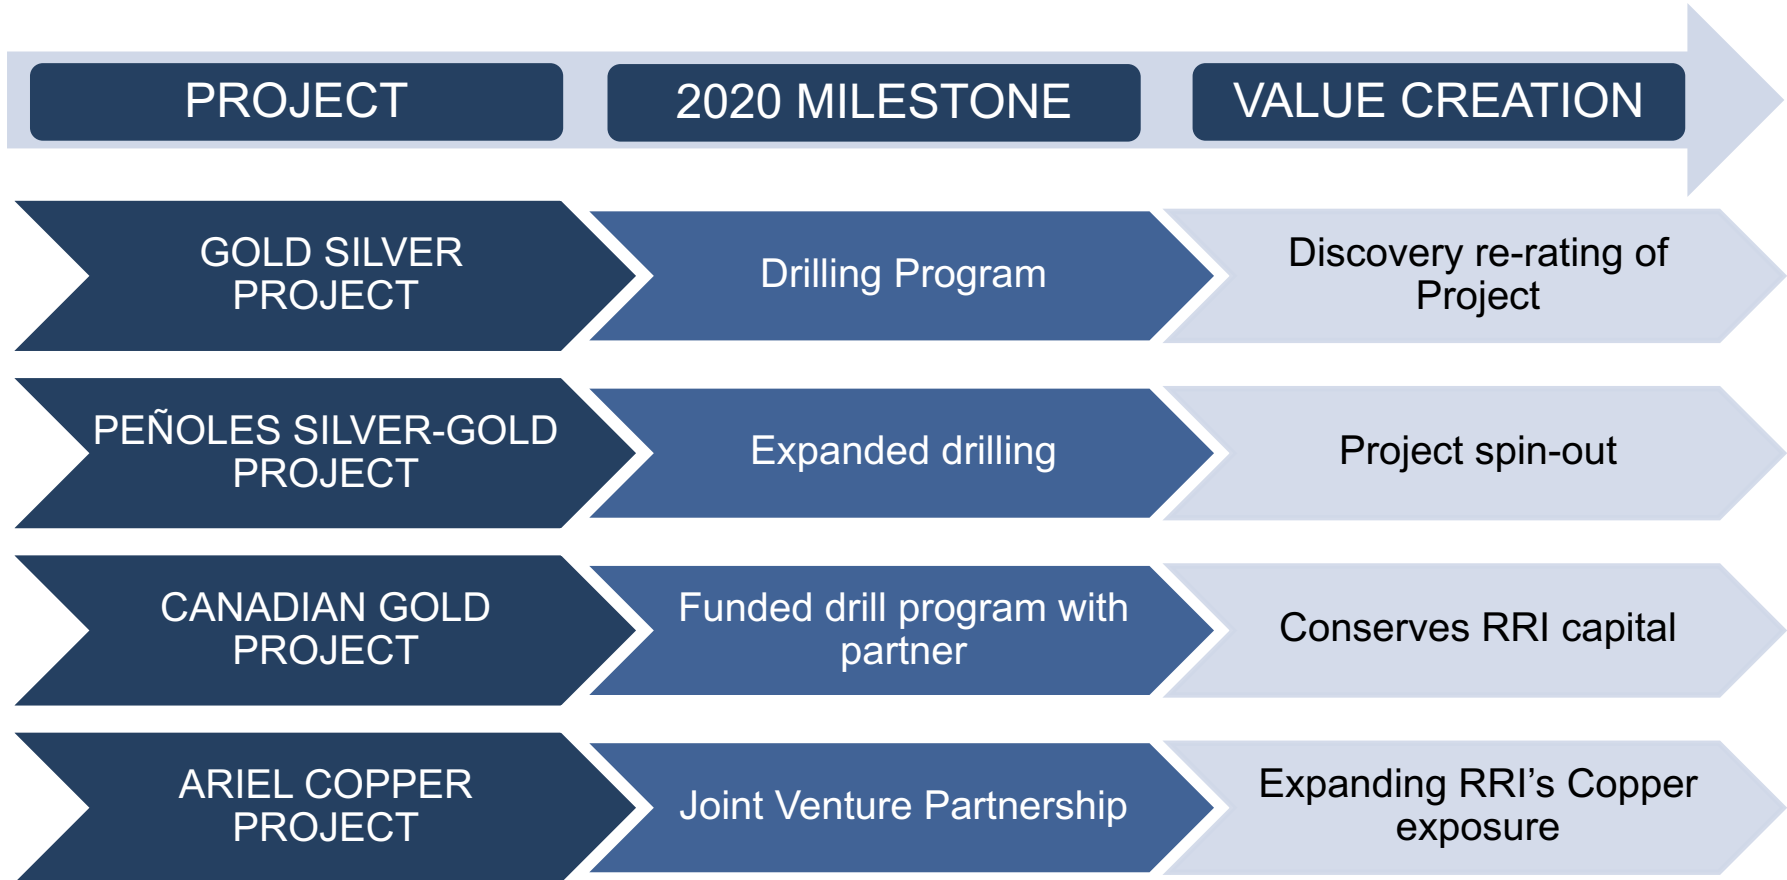 PROJECT
2020 MILESTONE
VALUE CREATION
GOLD SILVER
PROJECT
Drilling Program
Discovery re-rating of
Project
PEÑOLES SILVER-GOLD
PROJECT
Expanded drilling
Project spin-out
CANADIAN GOLD
PROJECT
Funded drill program with
partner
Conserves RRI capital
ARIEL COPPER
PROJECT
Joint Venture Partnership
Expanding RRI’s Copper
exposure